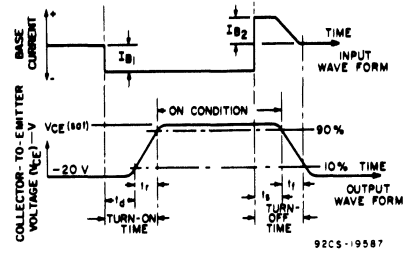 BASE
CURRENT
+
-
IB1
IB2
TIME
INPUT
WAVE FORM
COLLECTOR-TO-EMITTER
VOLTAGE (VCE) — V
VCE (sat)
ON CONDITION
90%
-20 V
10% TIME
OUTPUT
WAVE FORM
td
tr
ts
tf
TURN-ON
TIME
TURN-
OFF
TIME
92CS-19587